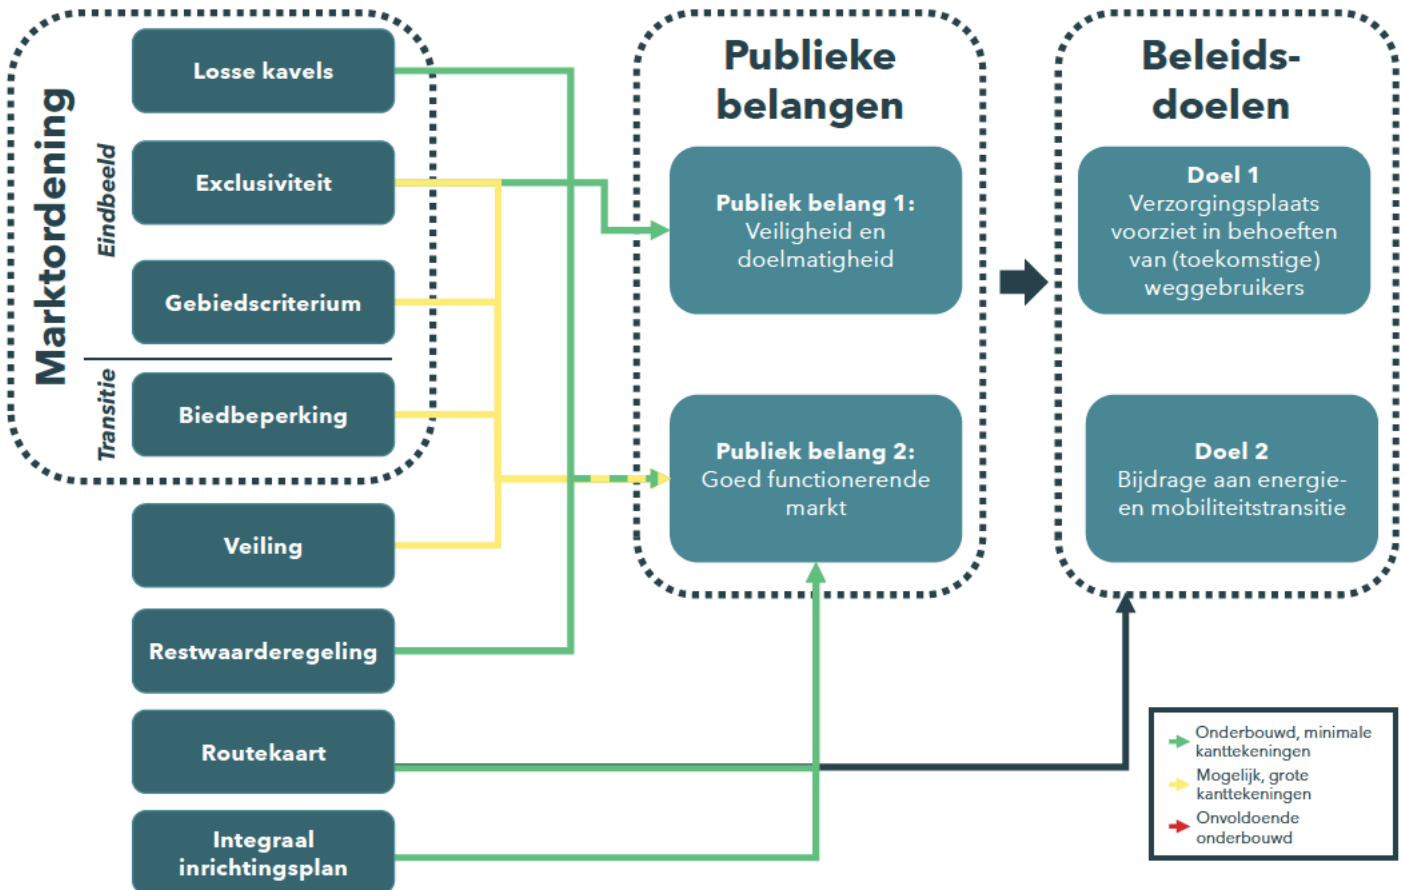 Marktordening
Eindbeeld
Transitie
Losse kavels
Exclusiviteit
Gebiedscriterium
Biedbeperking
Veiling
Restwaarderegeling
Routekaart
Integraal
inrichtingsplan
Publieke
belangen
Publiek belang 1:
Veiligheid en
doelmatigheid
Publiek belang 2:
Goed functionerende
markt
Beleids-
doelen
Doel 1
Verzorgingsplaats
voorziet in behoeften
van (toekomstige)
weggebruikers
Doel 2
Bijdrage aan energie-
en mobiliteitstransitie
Onderbouwd, minimale
kanttekeningen
Mogelijk, grote
kanttekeningen
Onvoldoende
onderbouwd